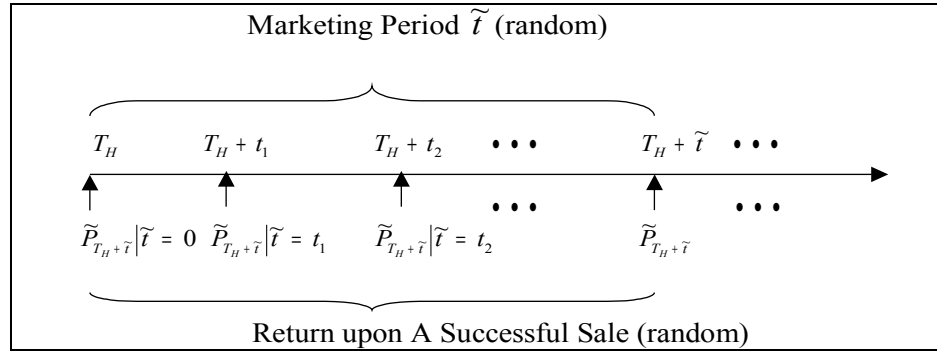 Marketing Period t̃ (random)
T_H T_H + t_1 T_H + t_2 • • • T_H + t̃ • • •
• • • • • •
P̃_{T_H + t̃}|t̃ = 0 P̃_{T_H + t̃}|t̃ = t_1 P̃_{T_H + t̃}|t̃ = t_2 P̃_{T_H + t̃}
Return upon A Successful Sale (random)